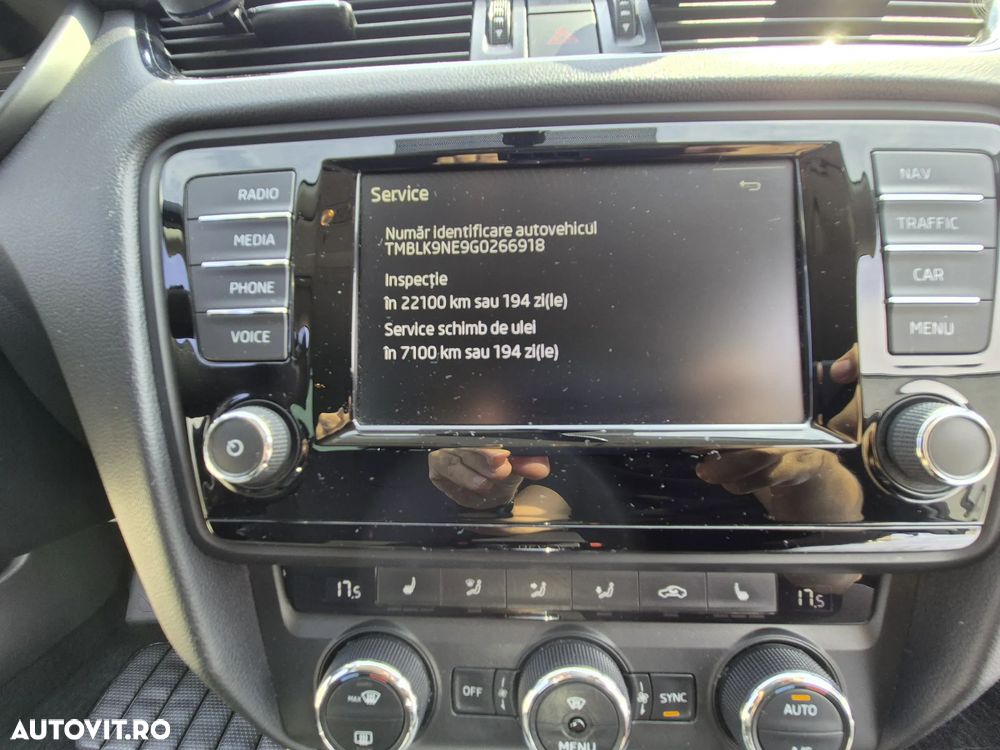 RADIO
MEDIA
PHONE
VOICE
Service
Număr identificare autovehicul
TMBLK9NE9G0266918
Inspecție
în 22100 km sau 194 zi(le)
Service schimb de ulei
în 7100 km sau 194 zi(le)
NAV
TRAFFIC
CAR
MENU
17.5
17.5
MAX
OFF
MENU
SYNC
AUTO
AUTOVIT.RO